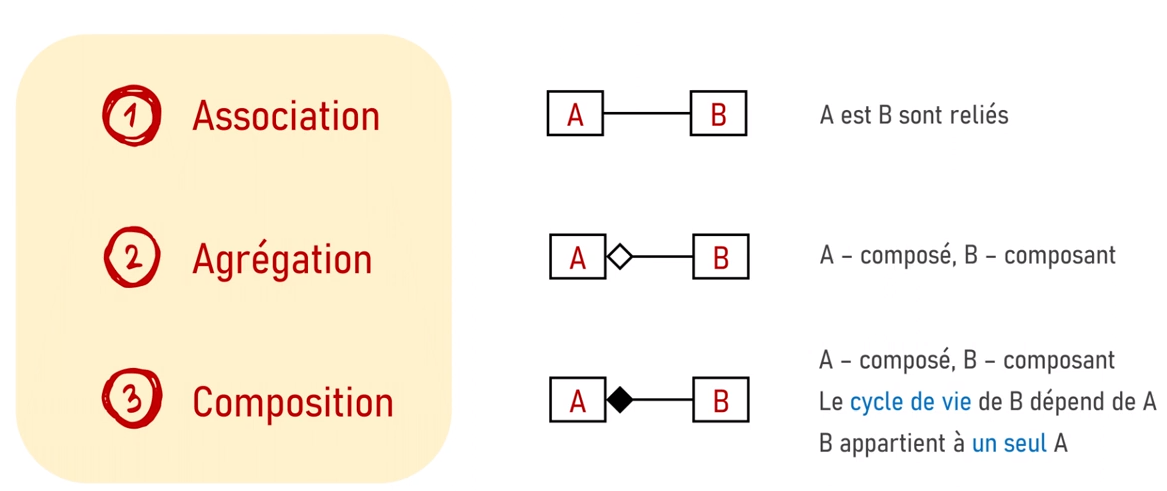 1 Association
A B
A est B sont reliés
2 Agrégation
A B
A – composé, B – composant
3 Composition
A B
A – composé, B – composant
Le cycle de vie de B dépend de A
B appartient à un seul A